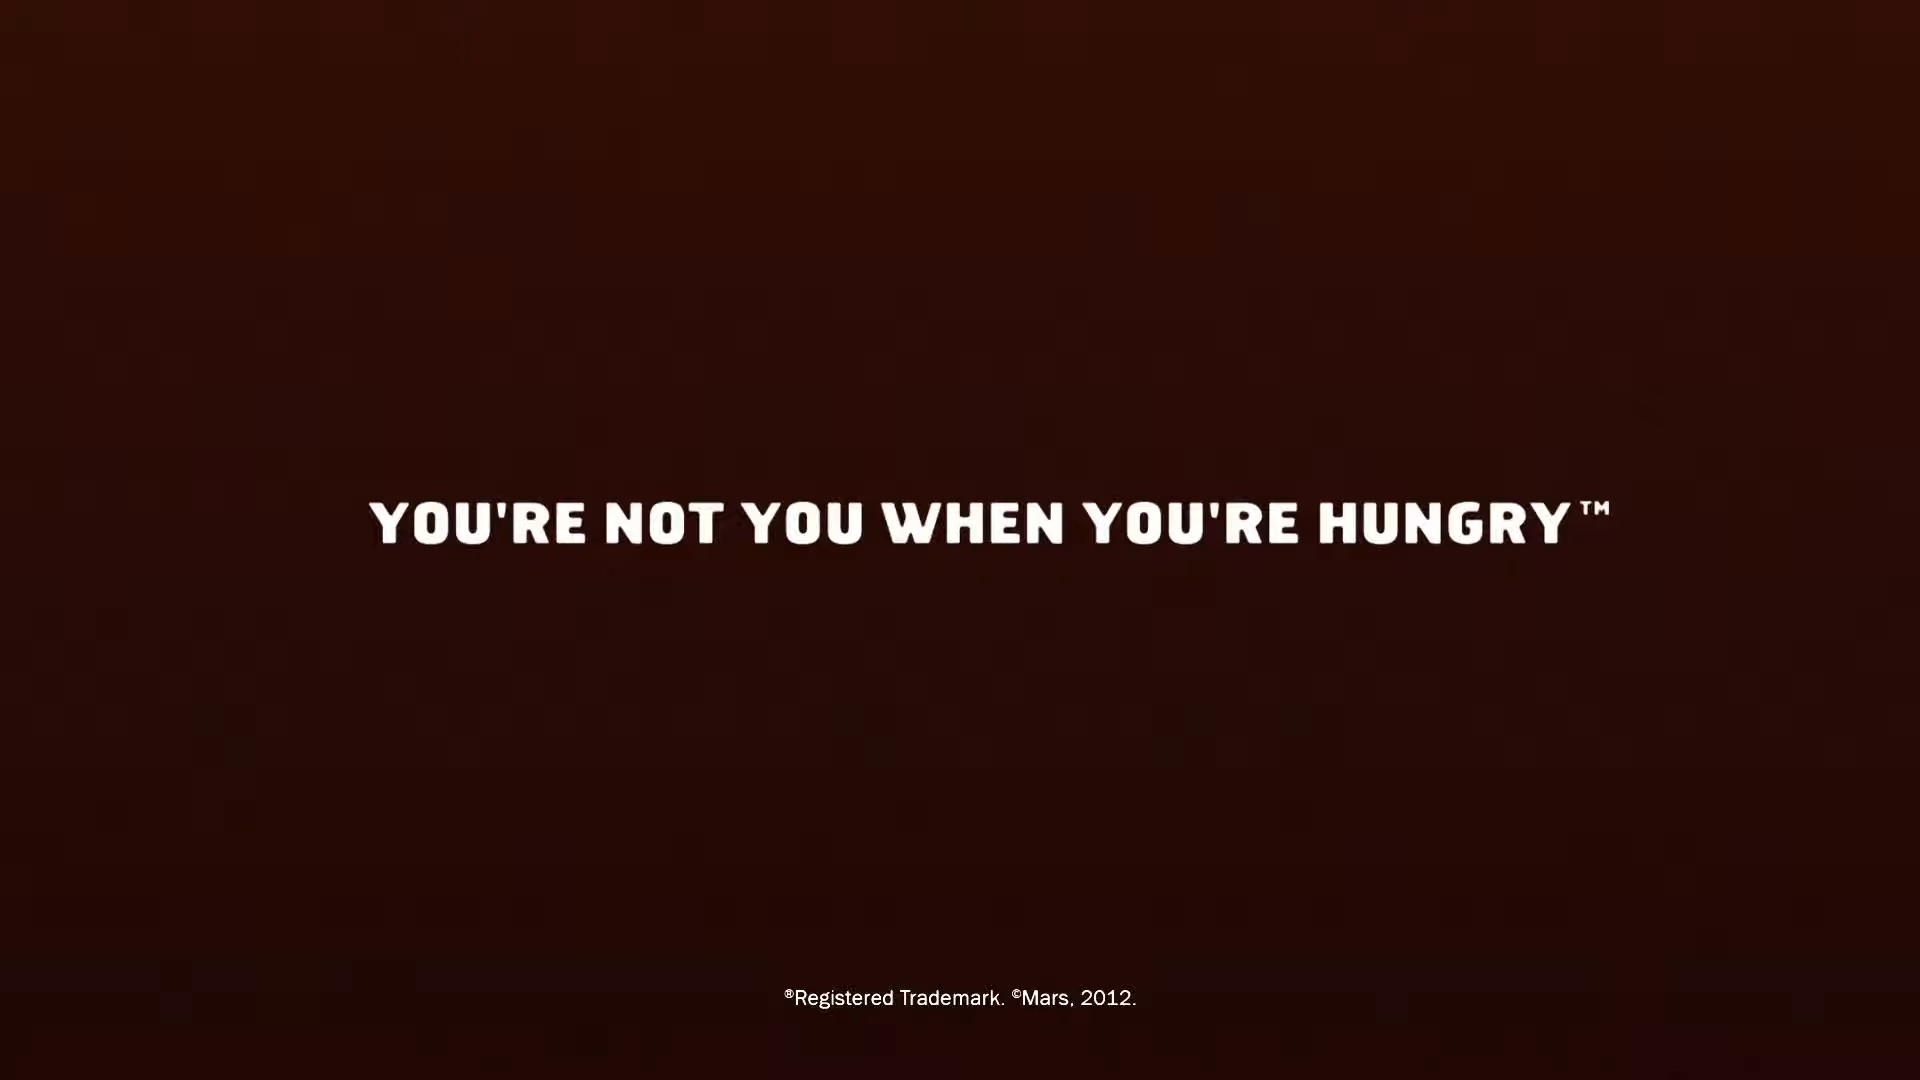 YOU'RE NOT YOU WHEN YOU'RE HUNGRY™
®Registered Trademark. ©Mars, 2012.